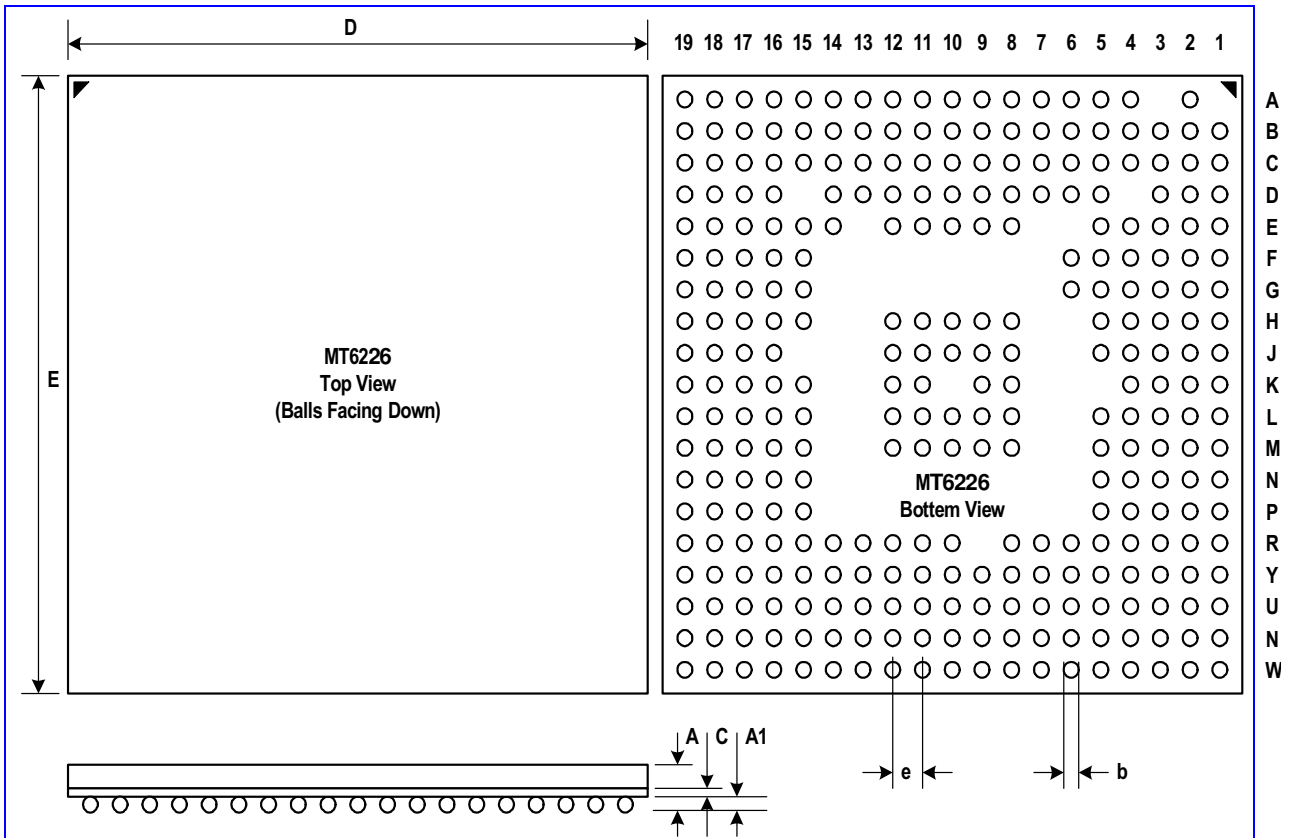 D
19 18 17 16 15 14 13 12 11 10 9 8 7 6 5 4 3 2 1
A
B
C
D
E
F
G
H
J
K
L
M
N
P
R
Y
U
N
W
E
MT6226
Top View
(Balls Facing Down)
MT6226
Bottem View
A C A1
e
b